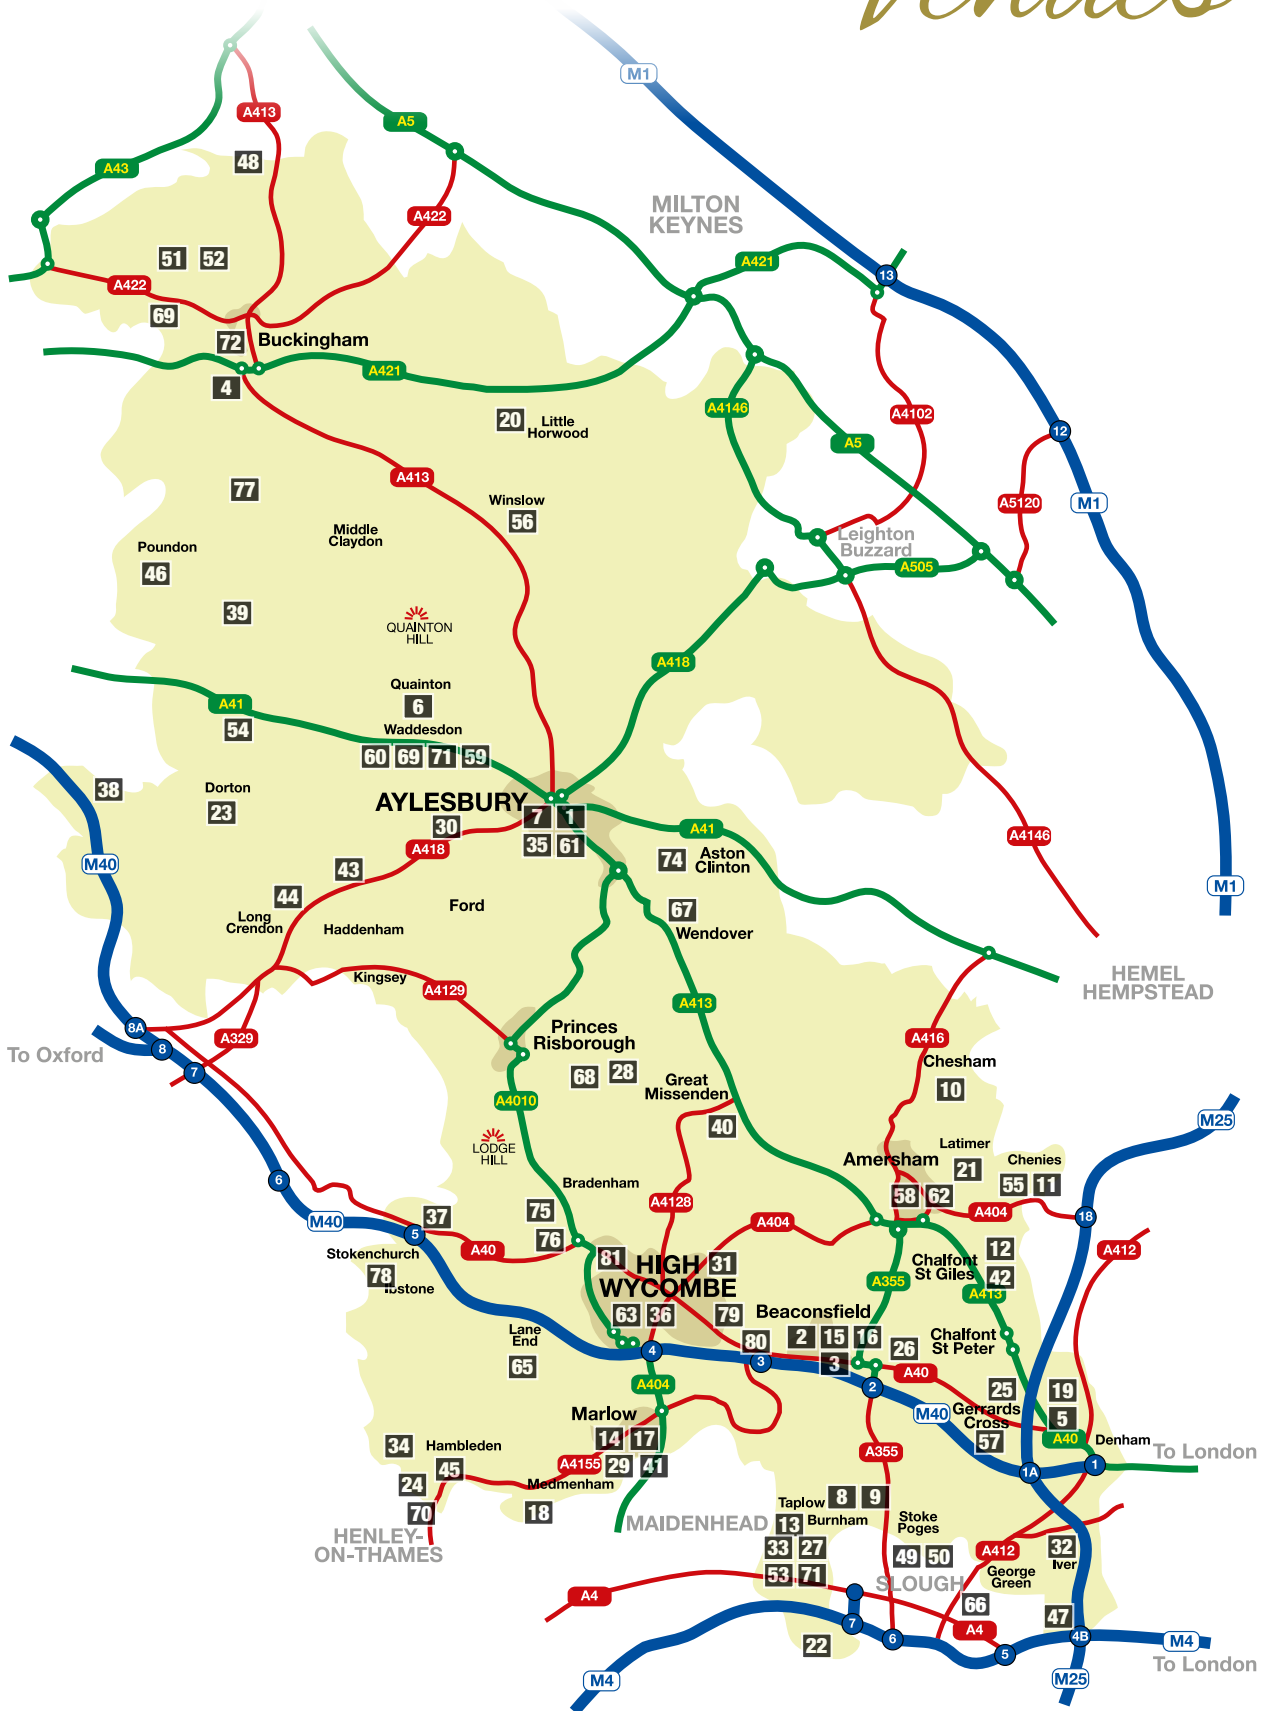 Venues
M1
A413
A5
48
A43
MILTON
KEYNES
A422
51
52
A421
13
A422
69
72
Buckingham
A421
4
A4146
A4102
20
Little
Horwood
12
A5
A413
77
Winslow
56
A5120
M1
Middle
Claydon
Leighton
Buzzard
Poundon
46
A505
39
QUAINTON
HILL
A418
Quainton
6
A41
54
Waddesdon
60
69
71
59
38
Dorton
23
AYLESBURY
7
1
30
A41
A4146
35
61
A418
74
Aston
Clinton
M40
43
M1
44
Ford
67
Long
Crendon
Haddenham
Wendover
Kingsey
A4129
HEMEL
HEMPSTEAD
A413
8A
A329
Princes
Risborough
A416
To Oxford
8
7
68
28
Chesham
10
Great
Missenden
A4010
40
M25
LODGE
HILL
Latimer
Amersham
21
Chenies
6
Bradenham
58
62
55
11
A4128
A404
75
A404
18
37
M40
5
A40
76
12
A412
Stokenchurch
81
HIGH
WYCOMBE
31
Chalfont
St Giles
42
78
Ibstone
A355
A413
63
36
79
Beaconsfield
Lane
End
2
15
16
Chalfont
St Peter
80
26
65
4
3
3
A40
A404
2
25
19
Marlow
M40
Gerrards
Cross
5
14
17
57
A40
Denham
34
Hambleden
A355
To London
45
A4155
29
41
1A
1
24
Medmenham
70
18
Taplow
8
9
HENLEY-
ON-THAMES
MAIDENHEAD
13
Burnham
Stoke
Poges
33
27
49
50
A412
32
Iver
53
71
SLOUGH
George
Green
A4
66
47
7
A4
22
6
5
4B
M4
M4
M25
To London